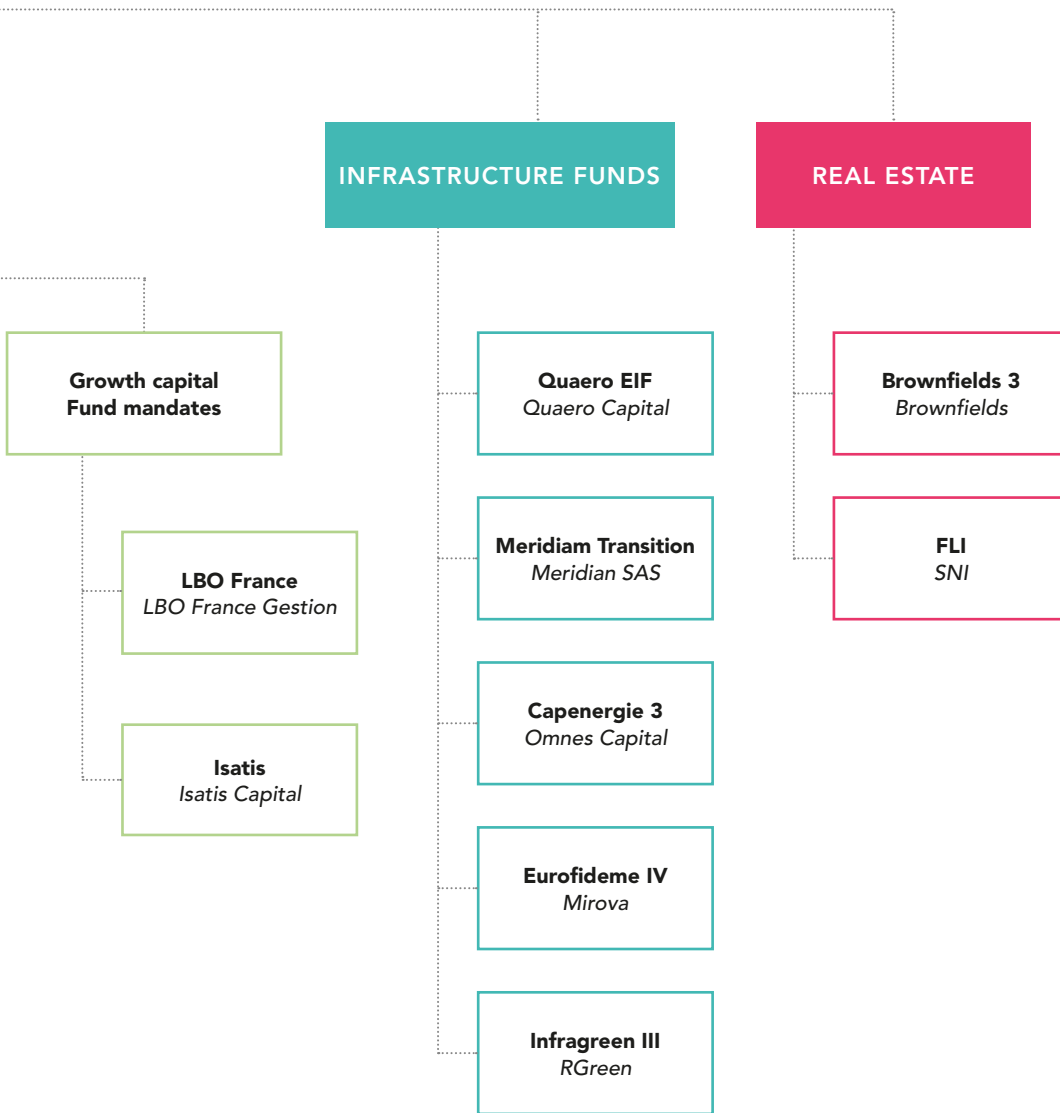 INFRASTRUCTURE FUNDS
REAL ESTATE
Growth capital
Fund mandates
LBO France
LBO France Gestion
Isatis
Isatis Capital
Quaero EIF
Quaero Capital
Meridiam Transition
Meridian SAS
Capenergie 3
Omnes Capital
Eurofideme IV
Mirova
Infragreen III
RGreen
Brownfields 3
Brownfields
FLI
SNI